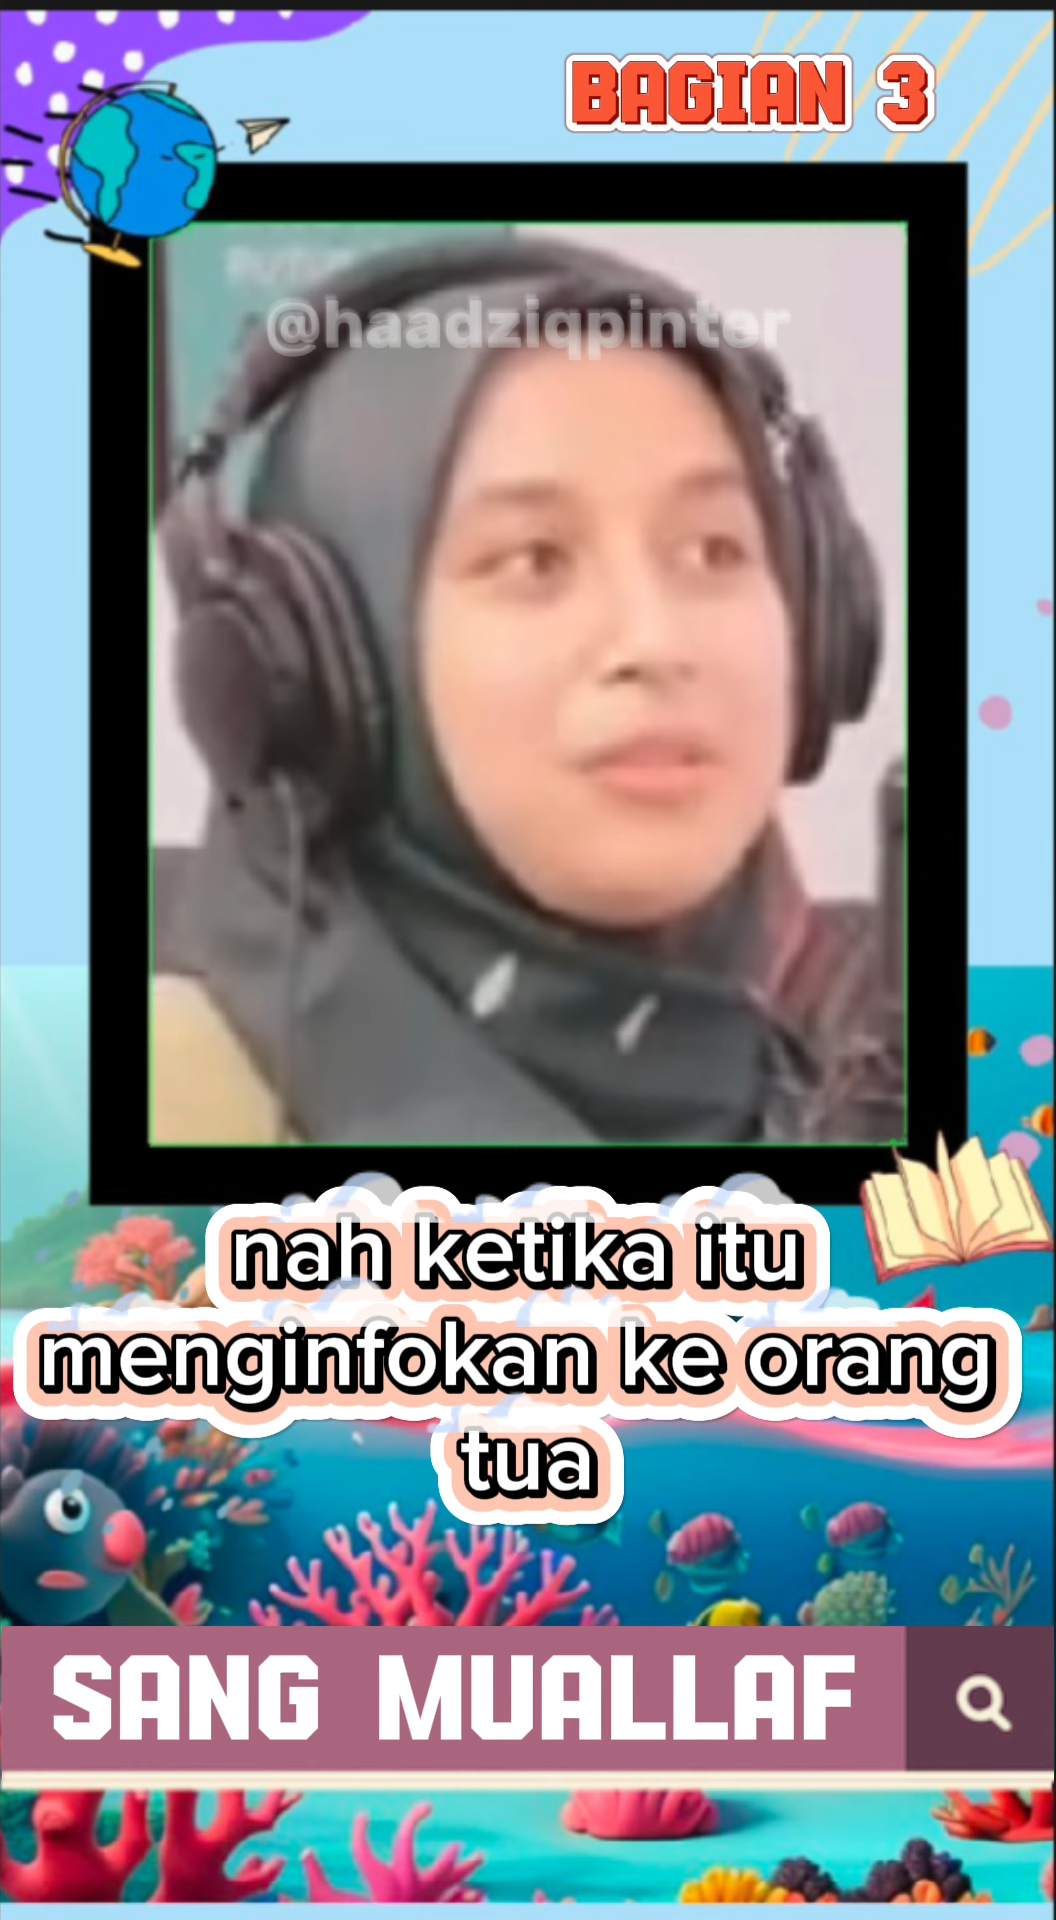 BAGIAN 3
@haadziqpinter
nah ketika itu
menginfokan ke orang
tua
SANG MUALLAF